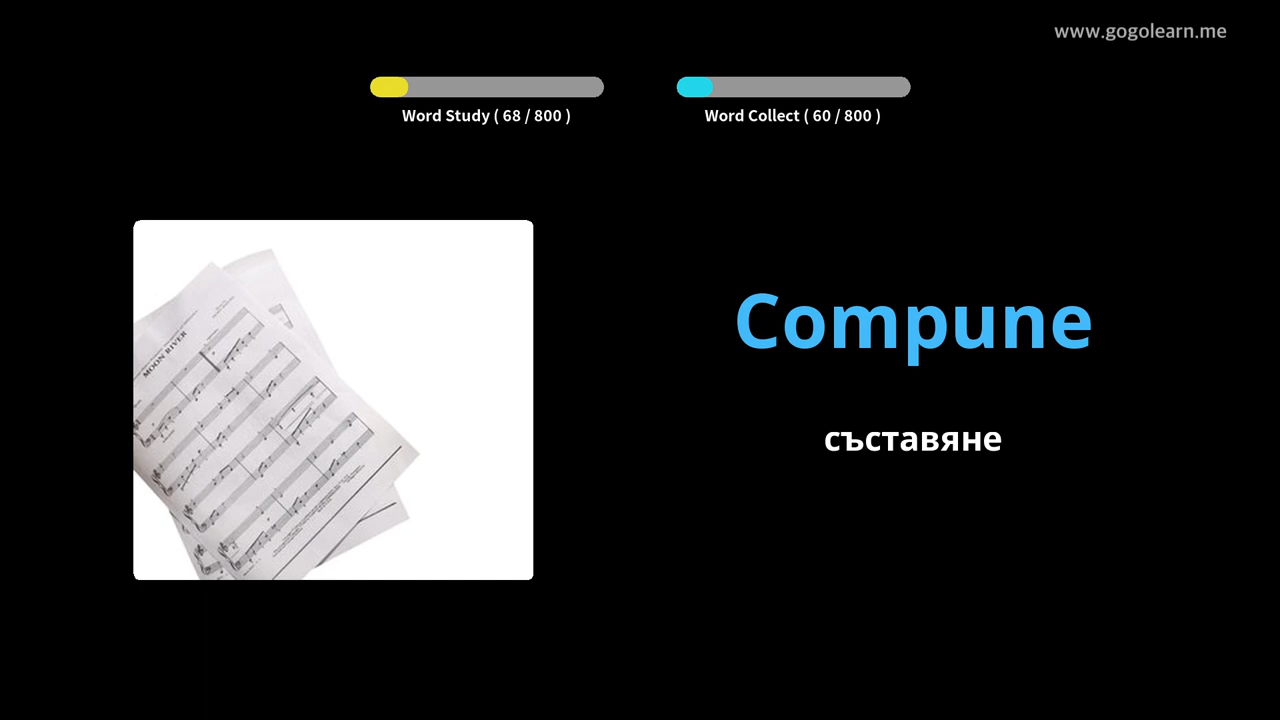 www.gogolearn.me
Word Study ( 68 / 800 )
Word Collect ( 60 / 800 )
MOON RIVER
Compune
съставяне